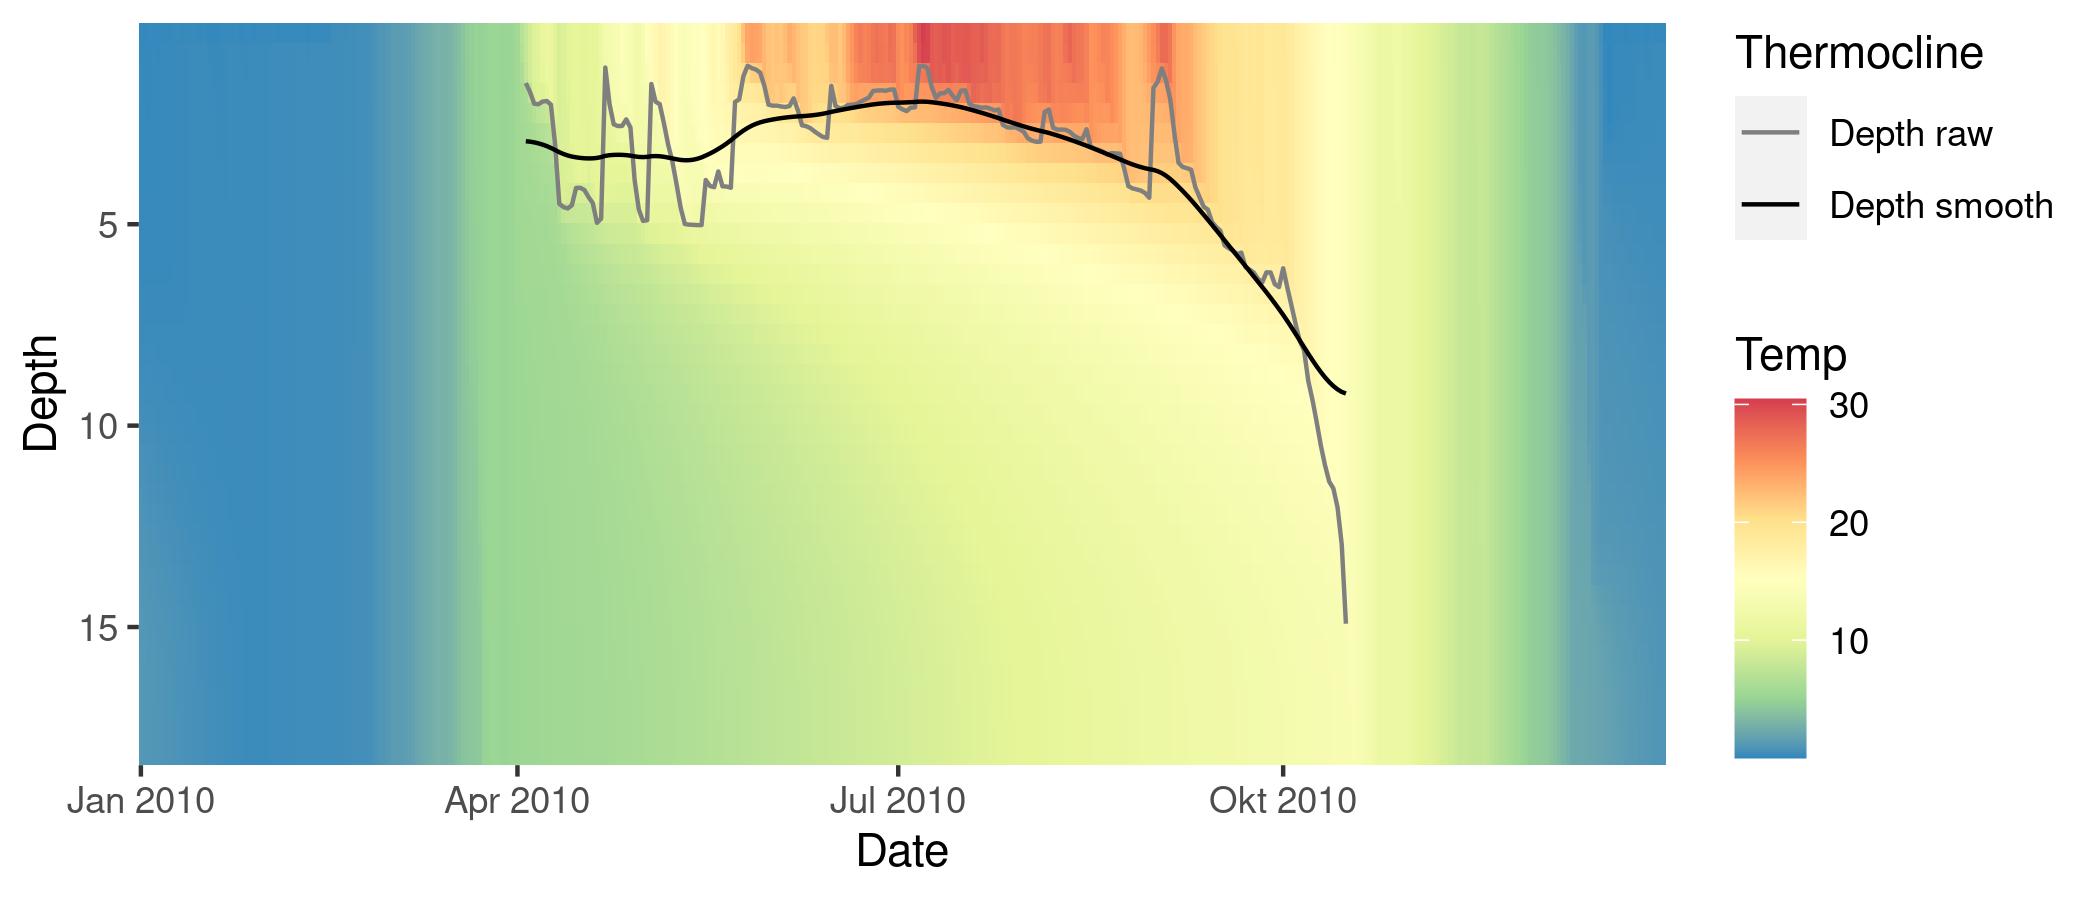 Thermocline
Depth raw
Depth smooth
Temp
30
20
10
Depth
5
10
15
Jan 2010
Apr 2010
Jul 2010
Okt 2010
Date